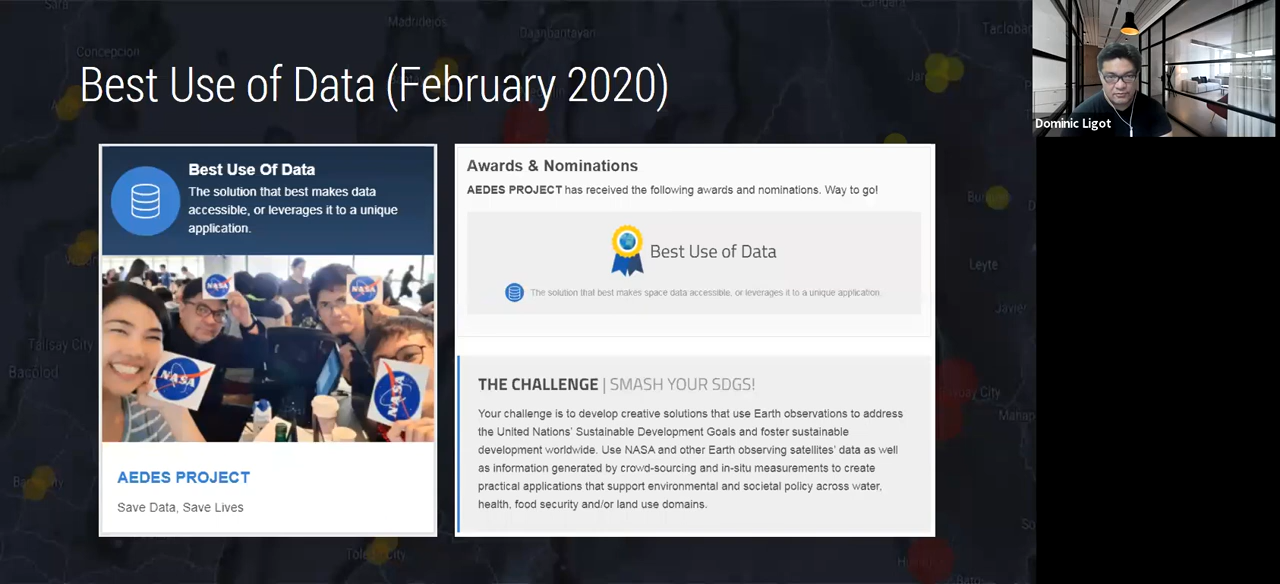 Sara
Madridejos
Daanbantayan
Cangara
Tacloban
Concepcion
Best Use of Data (February 2020)
Dominic Ligot
Best Use Of Data
The solution that best makes data
accessible, or leverages it to a unique
application.
NASA
NASA
NASA
NASA
AEDES PROJECT
Save Data, Save Lives
Awards & Nominations
AEDES PROJECT has received the following awards and nominations. Way to go!
Best Use of Data
The solution that best makes space data accessible, or leverages it to a unique application.
THE CHALLENGE | SMASH YOUR SDGS!
Your challenge is to develop creative solutions that use Earth observations to address
the United Nations' Sustainable Development Goals and foster sustainable
development worldwide. Use NASA and other Earth observing satellites' data as well
as information generated by crowd-sourcing and in-situ measurements to create
practical applications that support environmental and societal policy across water,
health, food security and/or land use domains.
Leyte
Javier
Talisay City
Bacolod
Toledo City